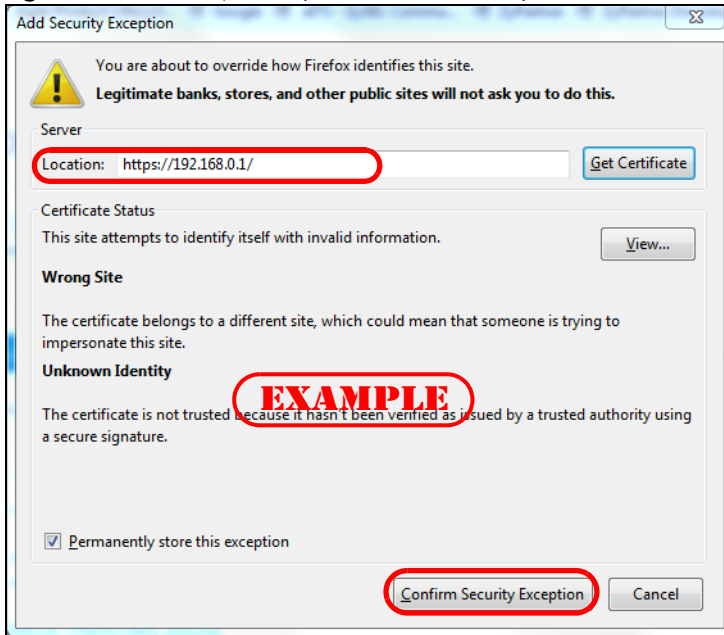 Add Security Exception
You are about to override how Firefox identifies this site.
Legitimate banks, stores, and other public sites will not ask you to do this.
Server
Location: https://192.168.0.1/ Get Certificate
Certificate Status
This site attempts to identify itself with invalid information. View...
Wrong Site
The certificate belongs to a different site, which could mean that someone is trying to
impersonate this site.
Unknown Identity
EXAMPLE
The certificate is not trusted because it hasn't been verified as issued by a trusted authority using
a secure signature.
Permanently store this exception
Confirm Security Exception Cancel